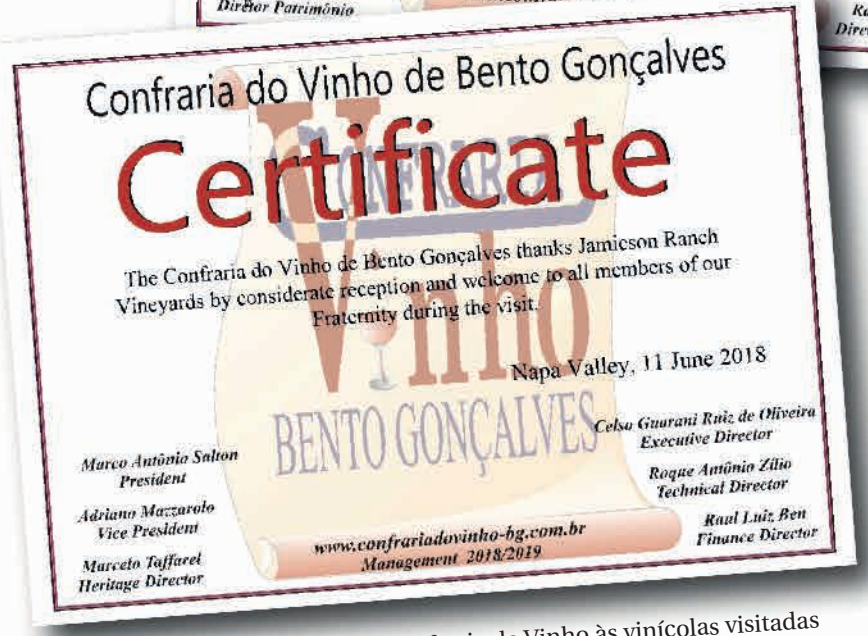 Diretor Patrimônio
Confraria do Vinho de Bento Gonçalves
Certificate
The Confraria do Vinho de Bento Gonçalves thanks Jamieson Ranch
Vineyards by considerate reception and welcome to all members of our
Fraternity during the visit.
Napa Valley, 11 June 2018
CONFRARIA
Vinho
BENTO GONÇALVES
Marco Antônio Salton
President
Adriano Mazzarolo
Vice President
Marcelo Taffarel
Heritage Director
Celso Guarani Ruiz de Oliveira
Executive Director
Roque Antônio Zílio
Technical Director
Raul Luiz Ben
Finance Director
www.confrariadovinho-bg.com.br
Management 2018/2019
do Vinho às vinícolas visitadas